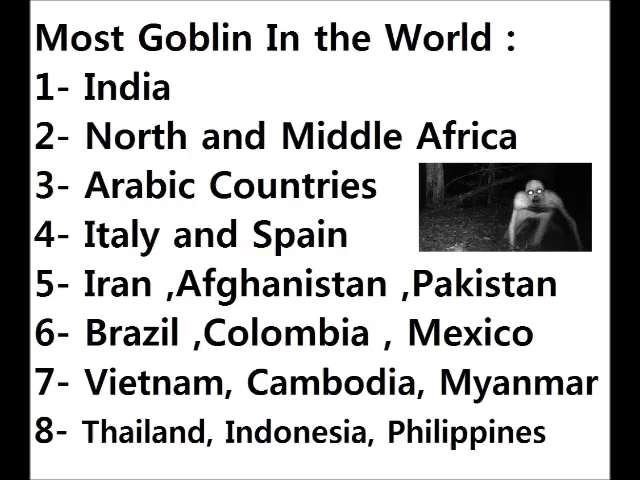 Most Goblin In the World :
1- India
2- North and Middle Africa
3- Arabic Countries
4- Italy and Spain
5- Iran ,Afghanistan ,Pakistan
6- Brazil ,Colombia , Mexico
7- Vietnam, Cambodia, Myanmar
8- Thailand, Indonesia, Philippines